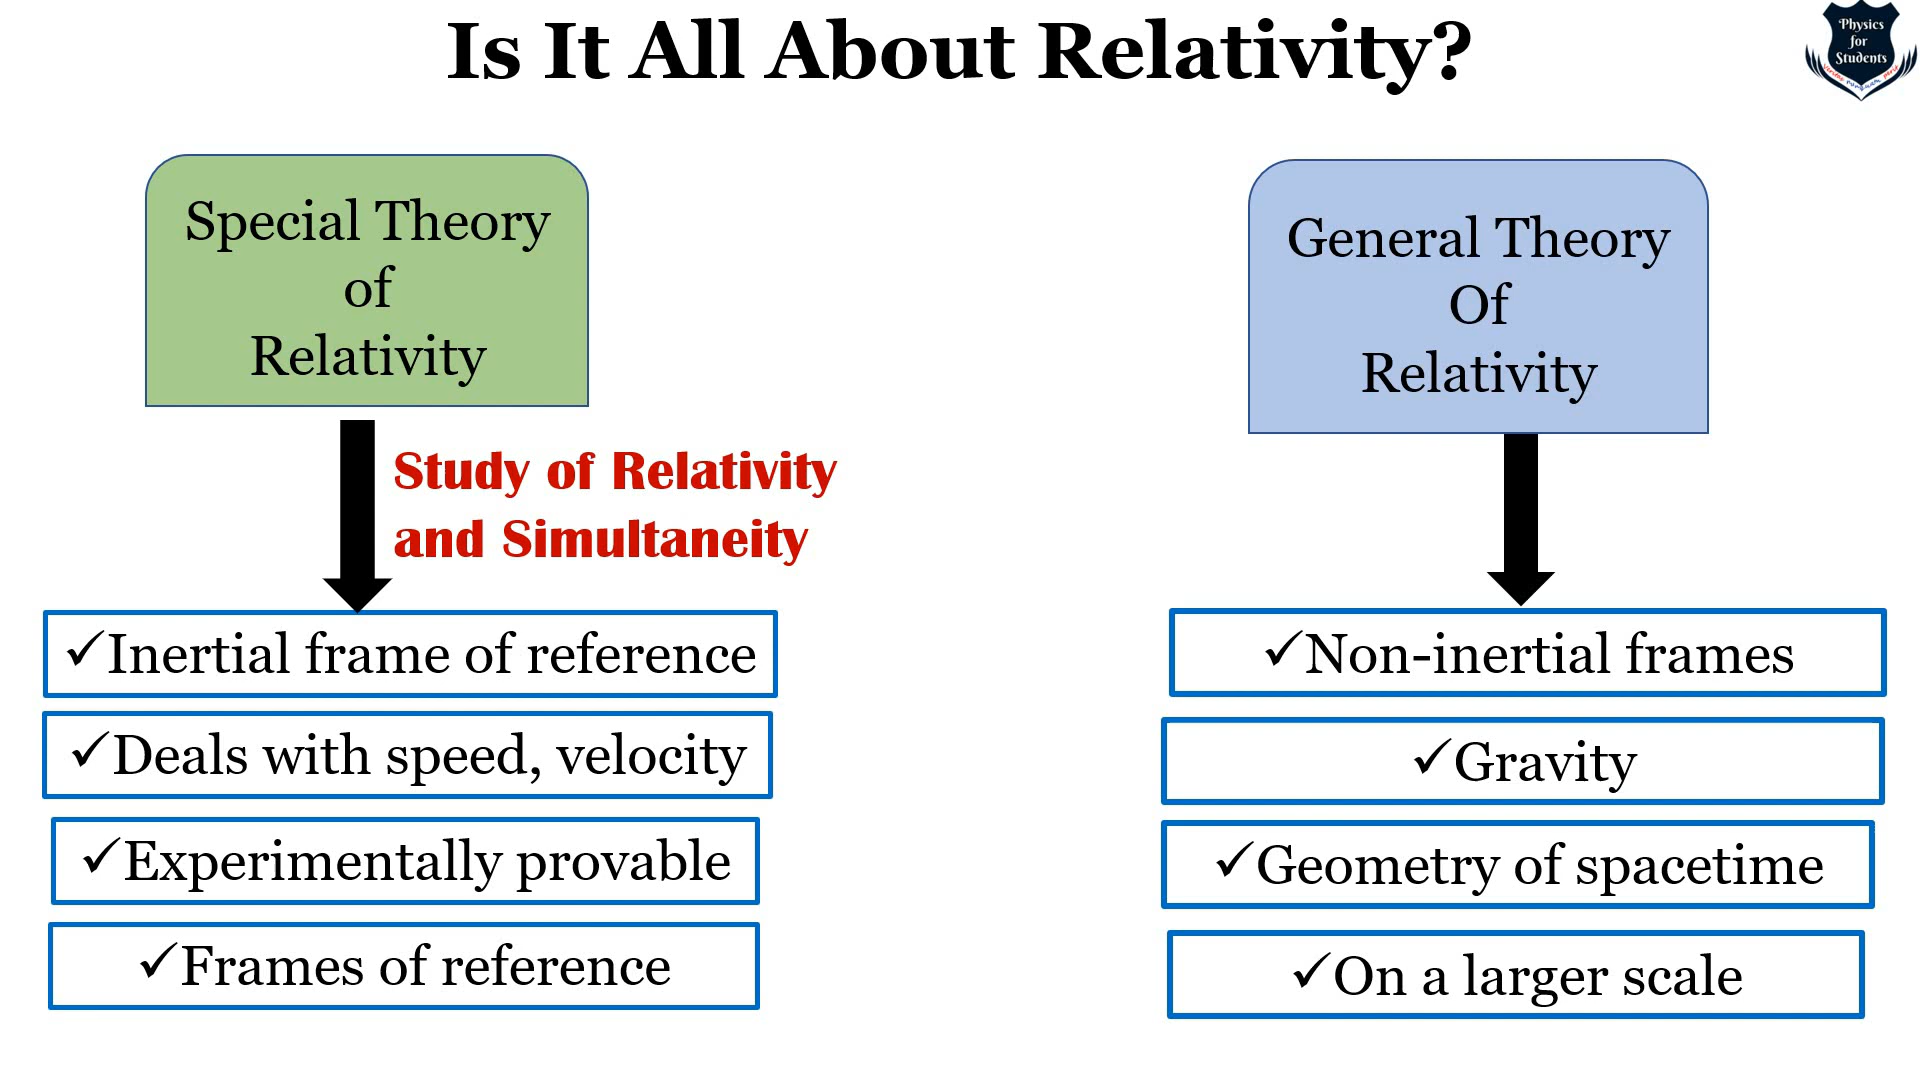 Is It All About Relativity?
Physics
for
Students
Special Theory
of
Relativity
Study of Relativity
and Simultaneity
✓Inertial frame of reference
✓Deals with speed, velocity
✓Experimentally provable
✓Frames of reference
General Theory
Of
Relativity
✓Non-inertial frames
✓Gravity
✓Geometry of spacetime
✓On a larger scale